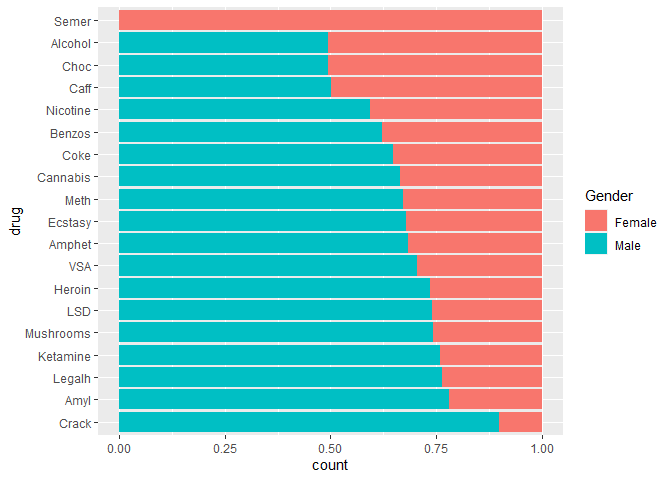 Semer
Alcohol
Choc
Caff
Nicotine
Benzos
Coke
Cannabis
Meth
Ecstasy
Amphet
VSA
Heroin
LSD
Mushrooms
Ketamine
Legalh
Amyl
Crack
drug
0.00 0.25 0.50 0.75 1.00
count
Gender
Female
Male